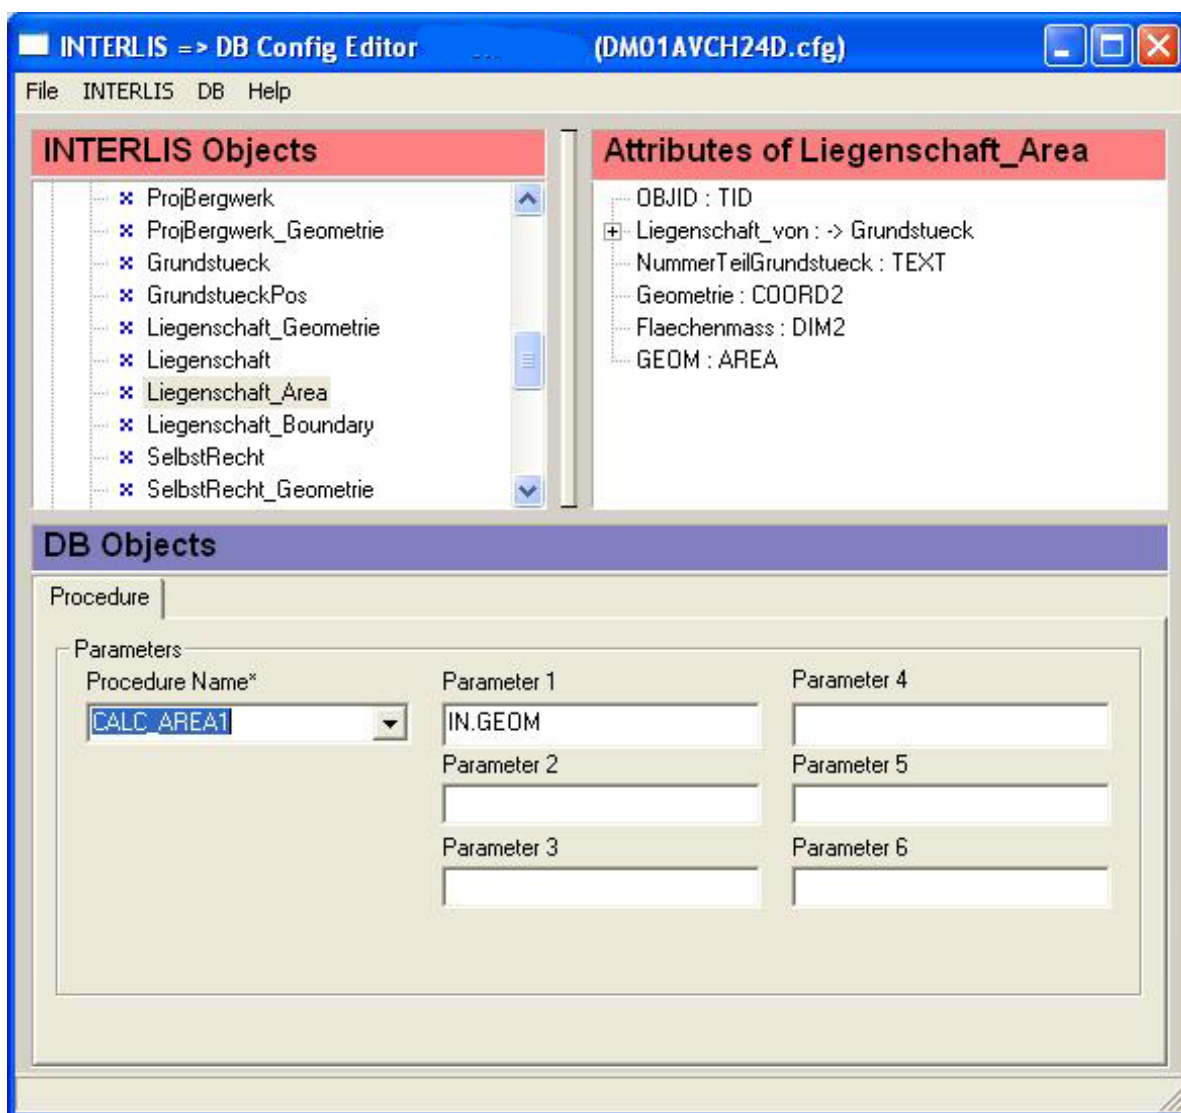 INTERLIS => DB Config Editor (DM01AVCH24D.cfg)
File INTERLIS DB Help
INTERLIS Objects
ProjBergwerk
ProjBergwerk_Geometrie
Grundstueck
GrundstueckPos
Liegenschaft_Geometrie
Liegenschaft
Liegenschaft_Area
Liegenschaft_Boundary
SelbstRecht
SelbstRecht_Geometrie
Attributes of Liegenschaft_Area
OBJID : TID
Liegenschaft_von : -> Grundstueck
NummerTeilGrundstueck : TEXT
Geometrie : COORD2
Flaechenmass : DIM2
GEOM : AREA
DB Objects
Procedure
Parameters
Procedure Name*
CALC_AREA1
Parameter 1
IN.GEOM
Parameter 2
Parameter 3
Parameter 4
Parameter 5
Parameter 6